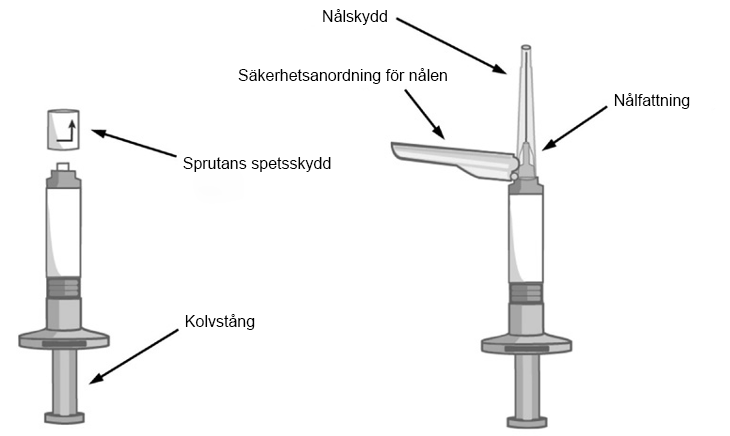 Nålskydd
Säkerhetsanordning för nålen
Nålfattning
Sprutans spetsskydd
Kolvstång